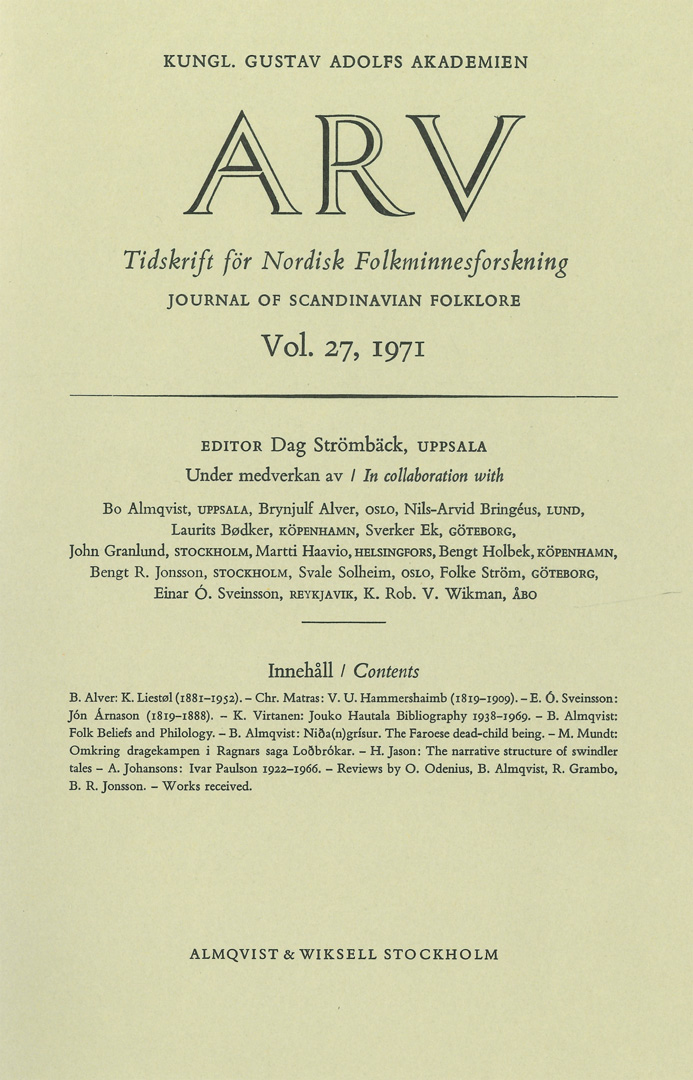 KUNGL. GUSTAV ADOLFS AKADEMIEN
ARV
Tidskrift för Nordisk Folkminnesforskning
JOURNAL OF SCANDINAVIAN FOLKLORE
Vol. 27, 1971
EDITOR Dag Strömbäck, UPPSALA
Under medverkan av / In collaboration with
Bo Almqvist, UPPSALA, Brynjulf Alver, OSLO, Nils-Arvid Bringéus, LUND,
Laurits Bødker, KÖPENHAMN, Sverker Ek, GÖTEBORG,
John Granlund, STOCKHOLM, Martti Haavio, HELSINGFORS, Bengt Holbek, KÖPENHAMN,
Bengt R. Jonsson, STOCKHOLM, Svale Solheim, OSLO, Folke Ström, GÖTEBORG,
Einar Ó. Sveinsson, REYKJAVIK, K. Rob. V. Wikman, ÅBO
Innehåll / Contents
B. Alver: K. Liestøl (1881–1952). – Chr. Matras: V. U. Hammershaimb (1819–1909). – E. Ó. Sveinsson:
Jón Árnason (1819–1888). – K. Virtanen: Jouko Hautala Bibliography 1938–1969. – B. Almqvist:
Folk Beliefs and Philology. – B. Almqvist: Niða(n)grísur. The Faroese dead-child being. – M. Mundt:
Omkring dragekampen i Ragnars saga Loðbrókar. – H. Jason: The narrative structure of swindler
tales – A. Johansons: Ivar Paulson 1922–1966. – Reviews by O. Odenius, B. Almqvist, R. Grambo,
B. R. Jonsson. – Works received.
ALMQVIST & WIKSELL STOCKHOLM